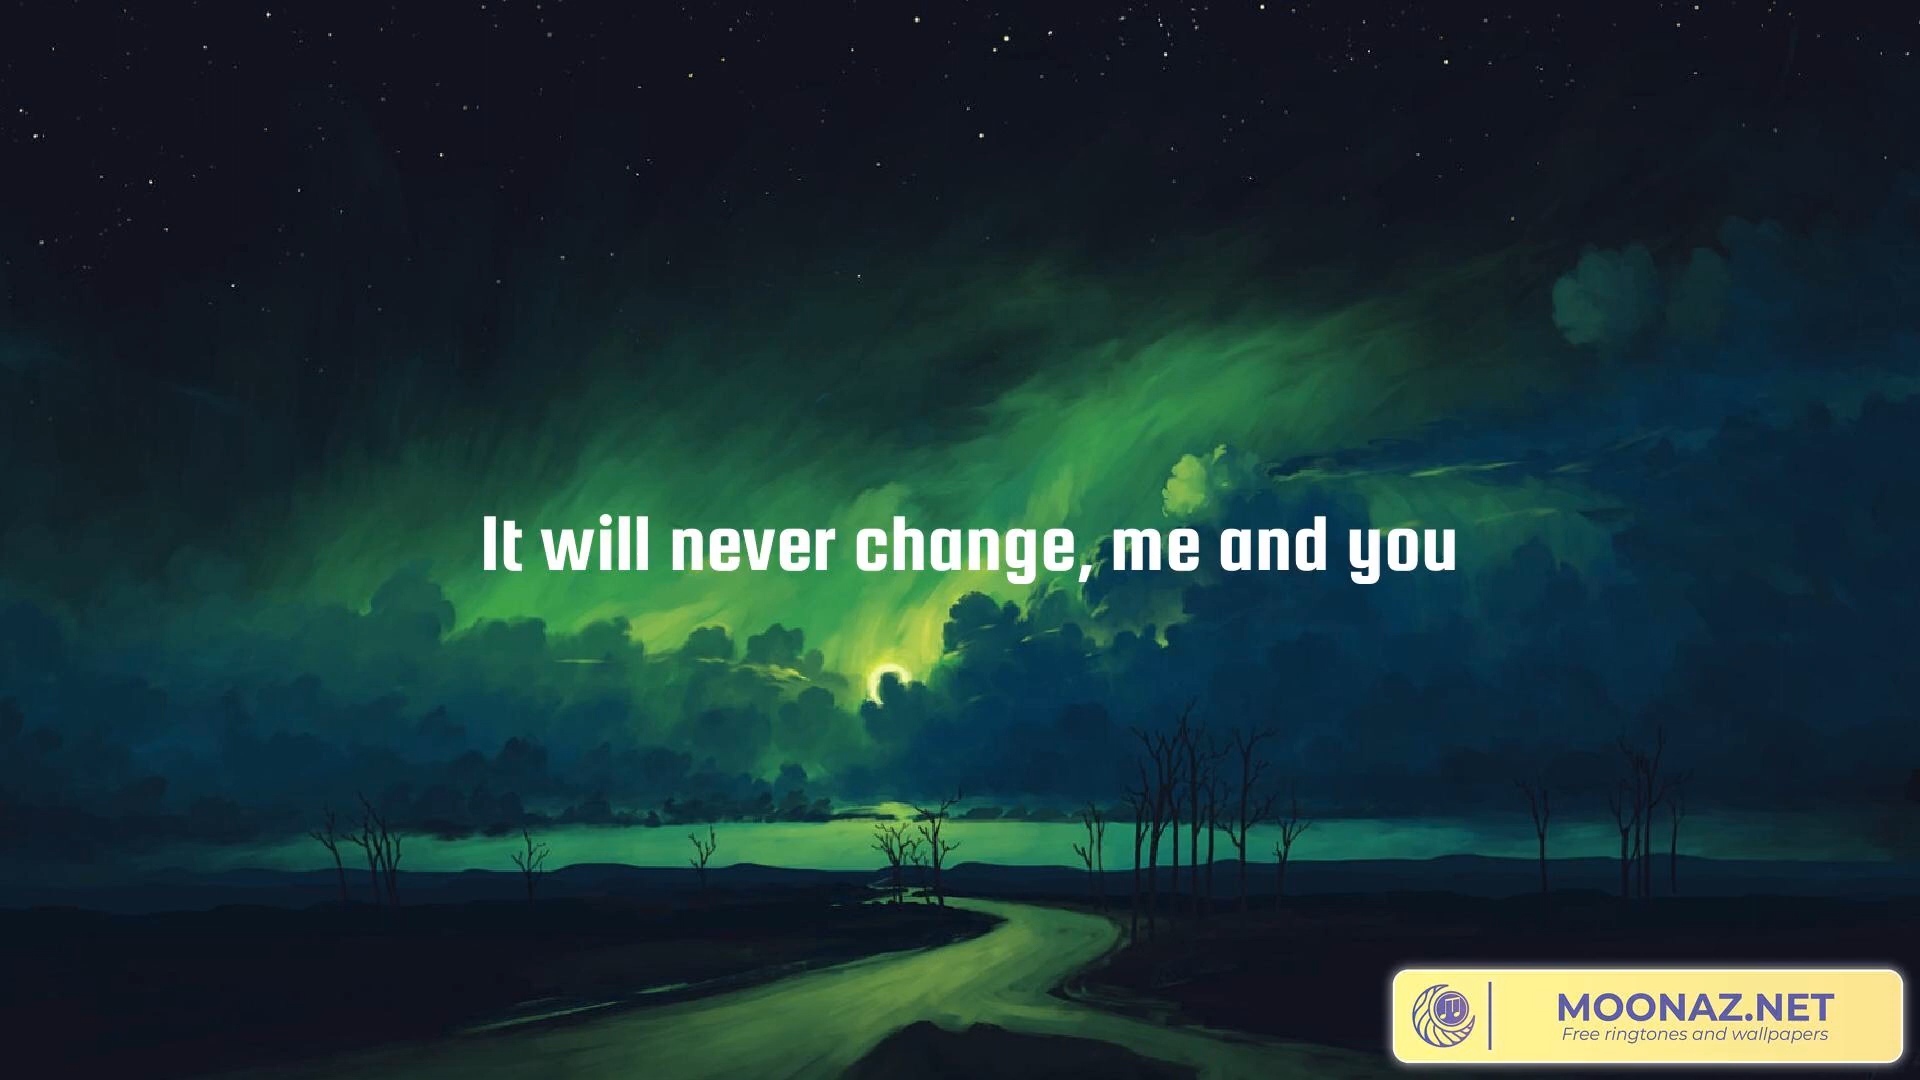 It will never change, me and you
MOONAZ.NET
Free ringtones and wallpapers